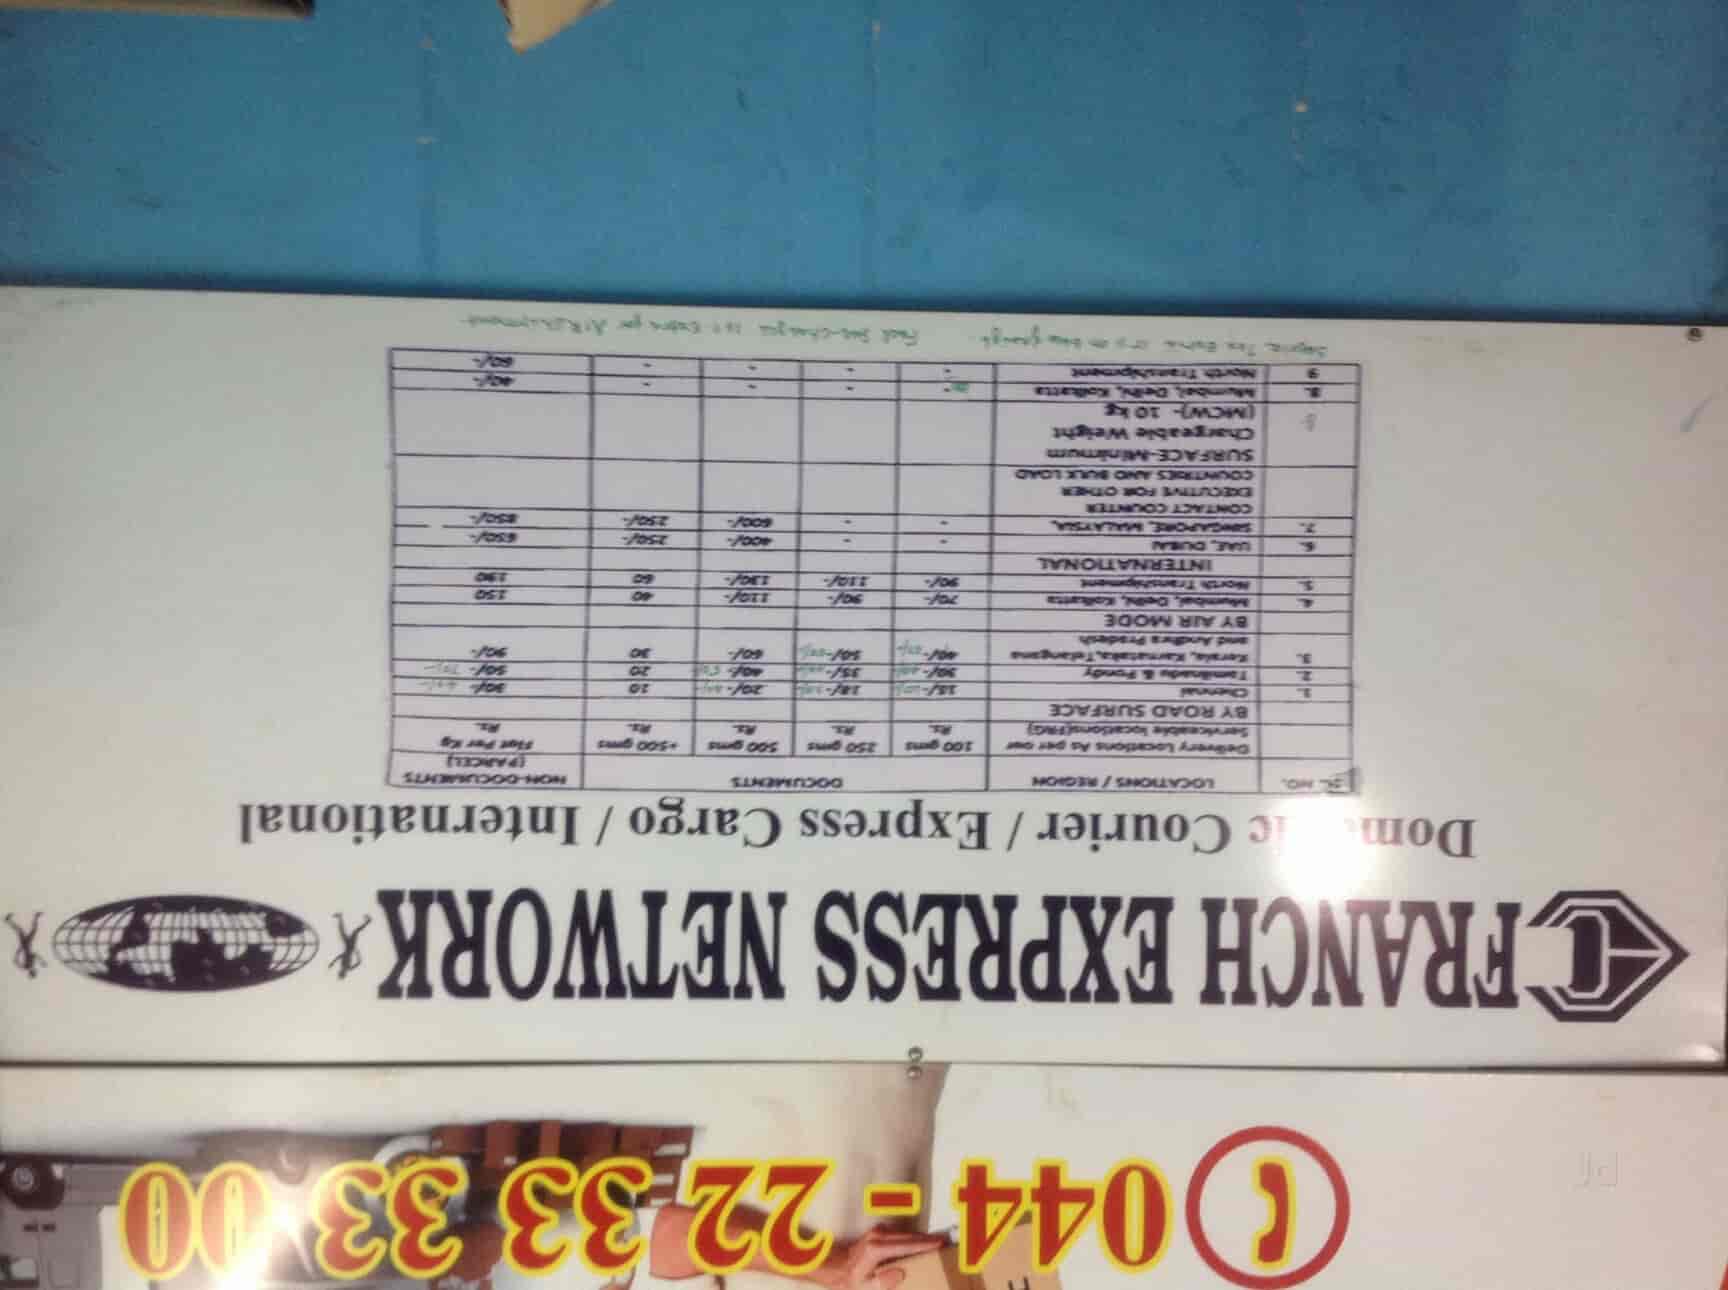 044 - 22 33 33 00
FRANCH EXPRESS NETWORK
Courier / Express Cargo / International
SL. NO. LOCATIONS / REGION DOCUMENTS NON-DOCUMENTS (PARCEL)
Delivery Locations As per our Serviceable locations(FRG) 100 gms Rs. 250 gms Rs. 500 gms Rs. +500 gms Rs. Flat Per Kg Rs.
BY ROAD SURFACE
1. Chennai 15/- 18/- 20/- 10 30/-
2. Tamilnadu & Pondy 30/- 35/- 40/- 20 50/-
3. Kerala, Karnataka, Telangana and Andhra Pradesh 40/- 50/- 60/- 30 90/-
BY AIR MODE
4. Mumbai, Delhi, Kolkatta 70/- 90/- 110/- 40 150
5. North Transhipment 90/- 110/- 130/- 60 190
INTERNATIONAL
6. UAE, DUBAI - - 400/- 250/- 650/-
7. SINGAPORE, MALAYSIA, - - 600/- 250/- 850/-
CONTACT COUNTER
EXECUTIVE FOR OTHER
COUNTRIES AND BULK LOAD
SURFACE-Minimum
Chargeable Weight
(MCW)- 10 kg
8. Mumbai, Delhi, Kolkatta - - - - 40/-
9 North Transhipment - - - - 60/-
Jd